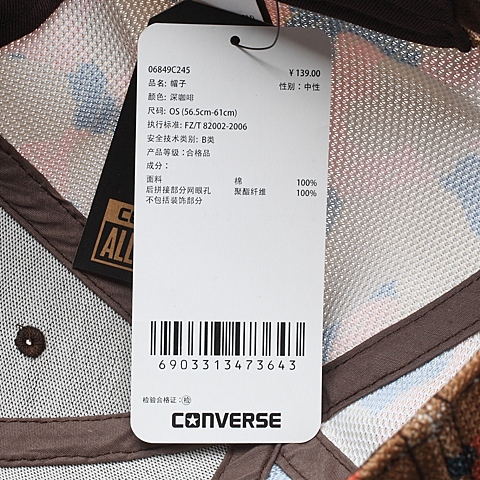 06849C245 ￥139.00
品名: 帽子 性别：中性
颜色: 深咖啡
尺码: OS (56.5cm-61cm)
执行标准: FZ/T 82002-2006
安全技术类别: B类
产品等级：合格品
成分：
面料 棉 100%
后拼接部分网眼孔 聚酯纤维 100%
不包括装饰部分
6903313473643
检验合格证：检
CONVERSE
CO
ALL